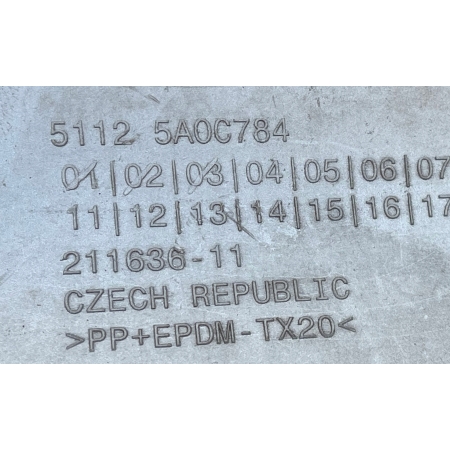 5112 5A0C784
01|02|03|04|05|06|07
11|12|13|14|15|16|17
211636-11
CZECH REPUBLIC
>PP+EPDM-TX20<